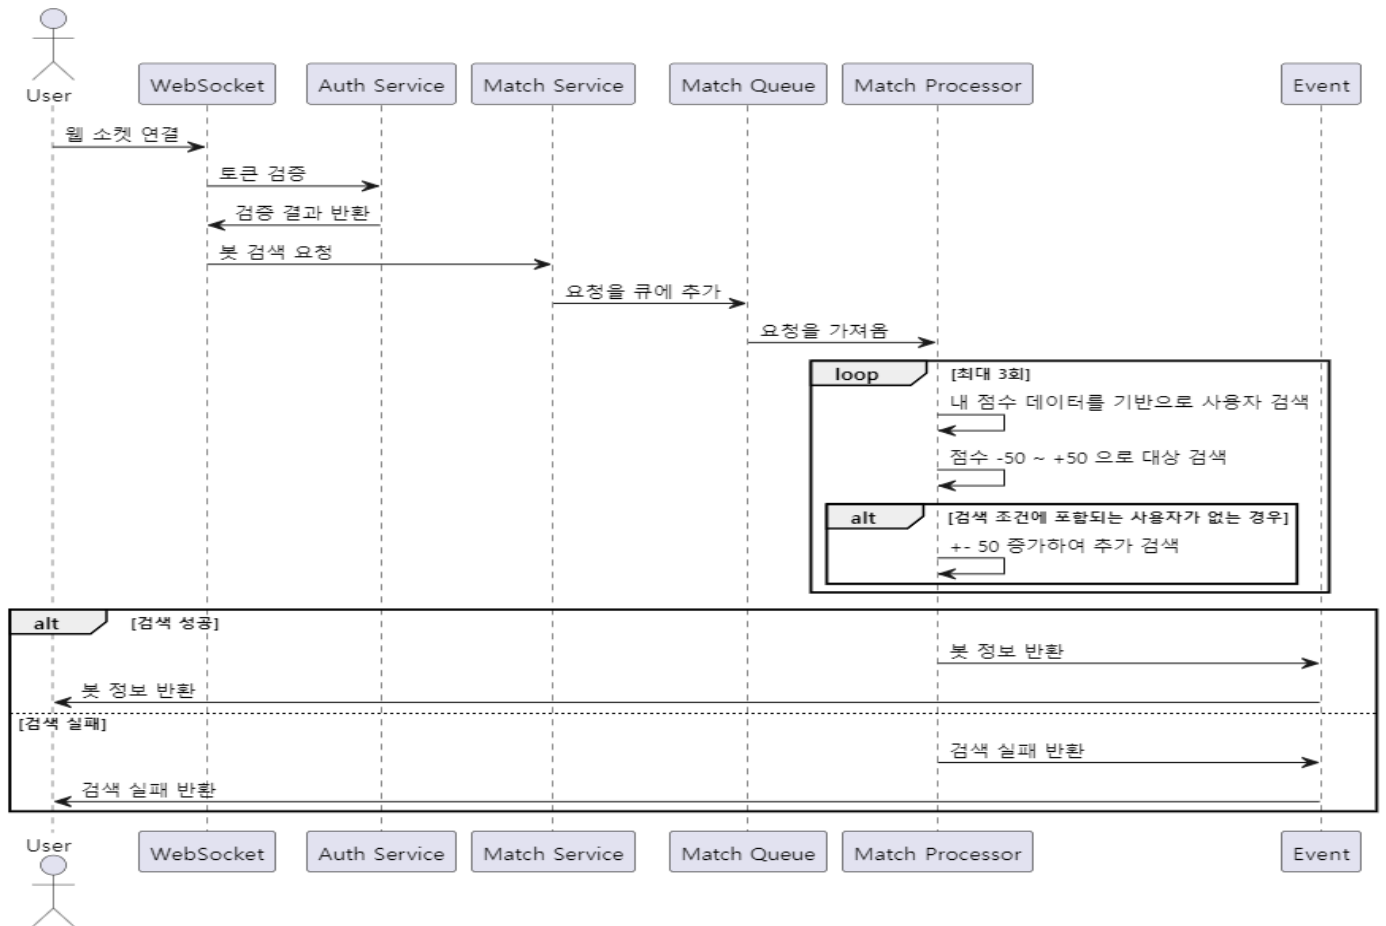 User
WebSocket
Auth Service
Match Service
Match Queue
Match Processor
Event
웹 소켓 연결
토큰 검증
검증 결과 반환
봇 검색 요청
요청을 큐에 추가
요청을 가져옴
loop
[최대 3회]
내 점수 데이터를 기반으로 사용자 검색
점수 -50 ~ +50 으로 대상 검색
alt
[검색 조건에 포함되는 사용자가 없는 경우]
+- 50 증가하여 추가 검색
alt
[검색 성공]
봇 정보 반환
봇 정보 반환
[검색 실패]
검색 실패 반환
검색 실패 반환
User
WebSocket
Auth Service
Match Service
Match Queue
Match Processor
Event